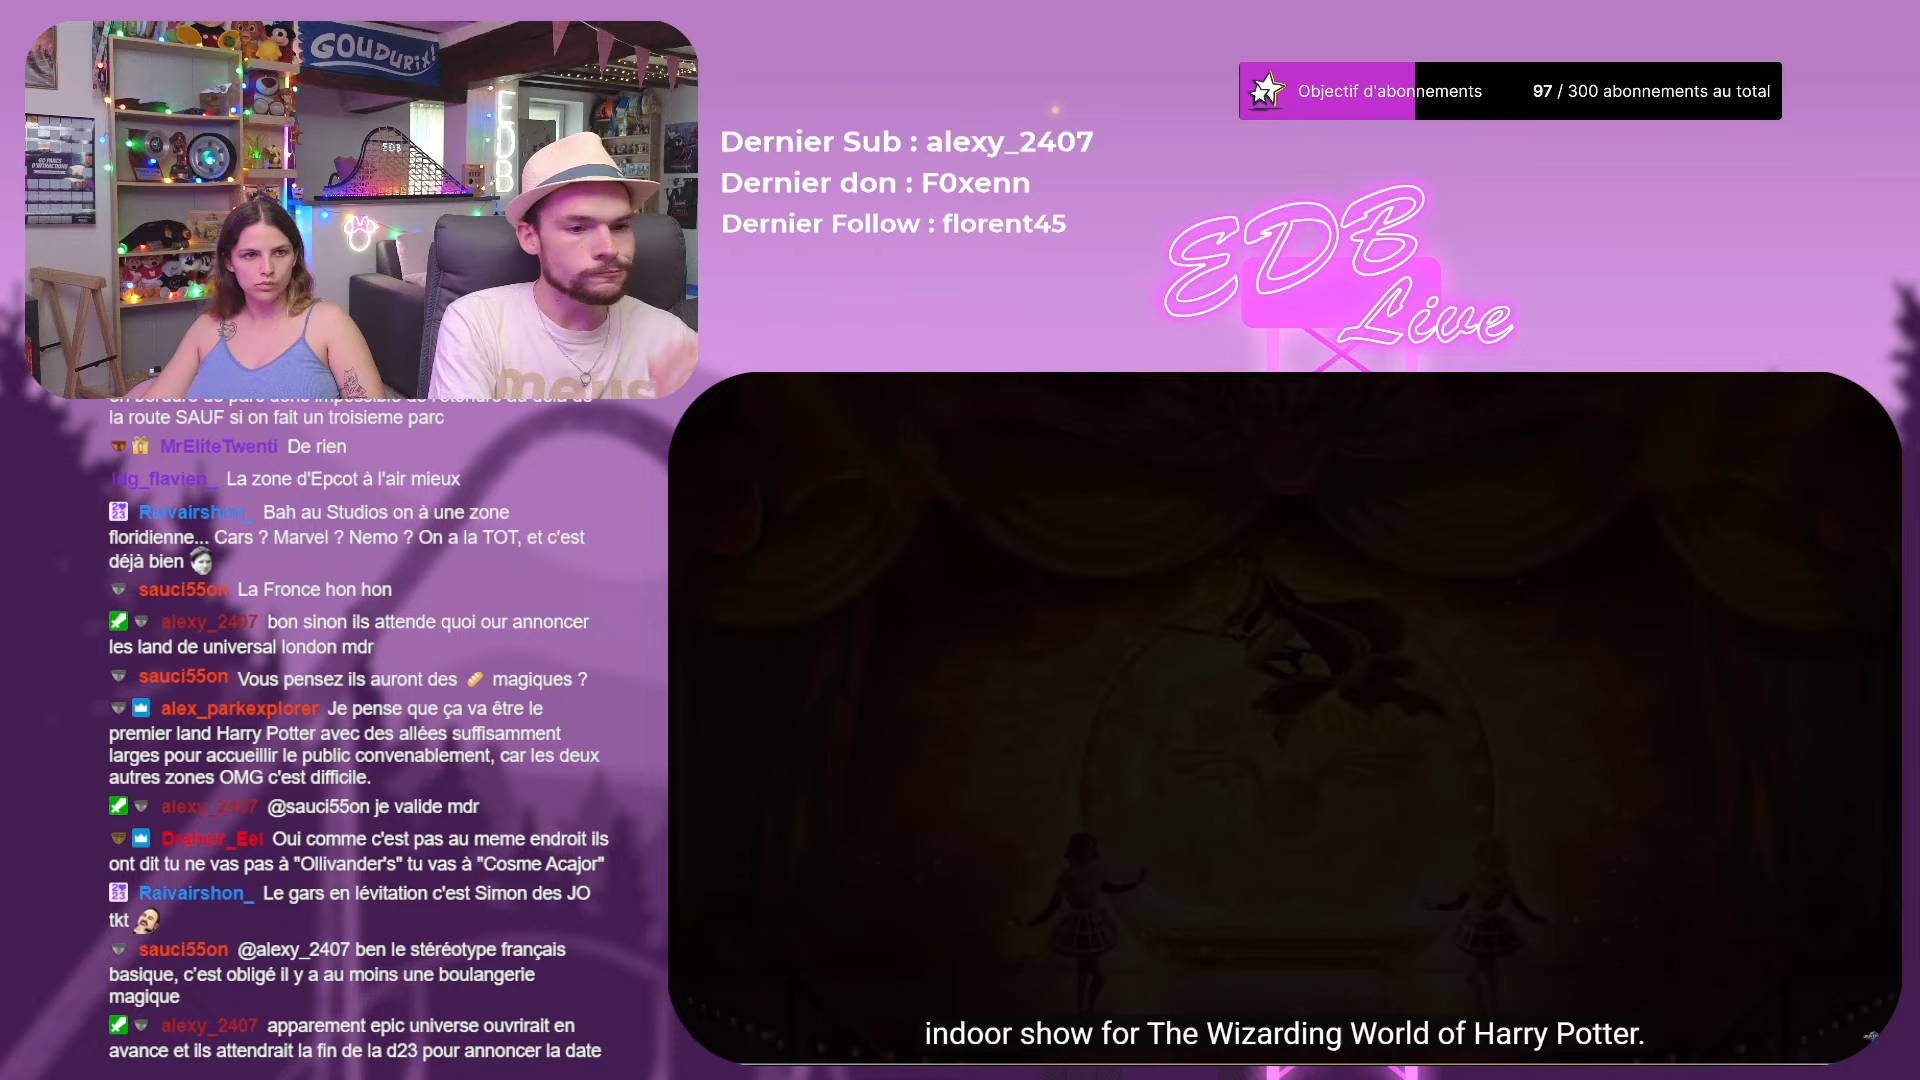 GOUDURIX!
EDB
EDB
60 PARCS
D'ATTRACTIONS
Objectif d'abonnements 97 / 300 abonnements au total
Dernier Sub : alexy_2407
Dernier don : F0xenn
Dernier Follow : florent45
EDB
Live
la route SAUF si on fait un troisieme parc
MrEliteTwenti De rien
_flavien_ La zone d'Epcot à l'air mieux
Raivairshon_ Bah au Studios on à une zone
floridienne... Cars ? Marvel ? Nemo ? On a la TOT, et c'est
déjà bien
sauci55on La Fronce hon hon
alexy_2407 bon sinon ils attende quoi our annoncer
les land de universal london mdr
sauci55on Vous pensez ils auront des 🥖 magiques ?
alex_parkexplorer Je pense que ça va être le
premier land Harry Potter avec des allées suffisamment
larges pour accueillir le public convenablement, car les deux
autres zones OMG c'est difficile.
alexy_2407 @sauci55on je valide mdr
Drahcir_Eel Oui comme c'est pas au meme endroit ils
ont dit tu ne vas pas à "Ollivander's" tu vas à "Cosme Acajor"
Raivairshon_ Le gars en lévitation c'est Simon des JO
tkt
sauci55on @alexy_2407 ben le stéréotype français
basique, c'est obligé il y a au moins une boulangerie
magique
alexy_2407 apparement epic universe ouvrirait en
avance et ils attendrait la fin de la d23 pour annoncer la date
indoor show for The Wizarding World of Harry Potter.